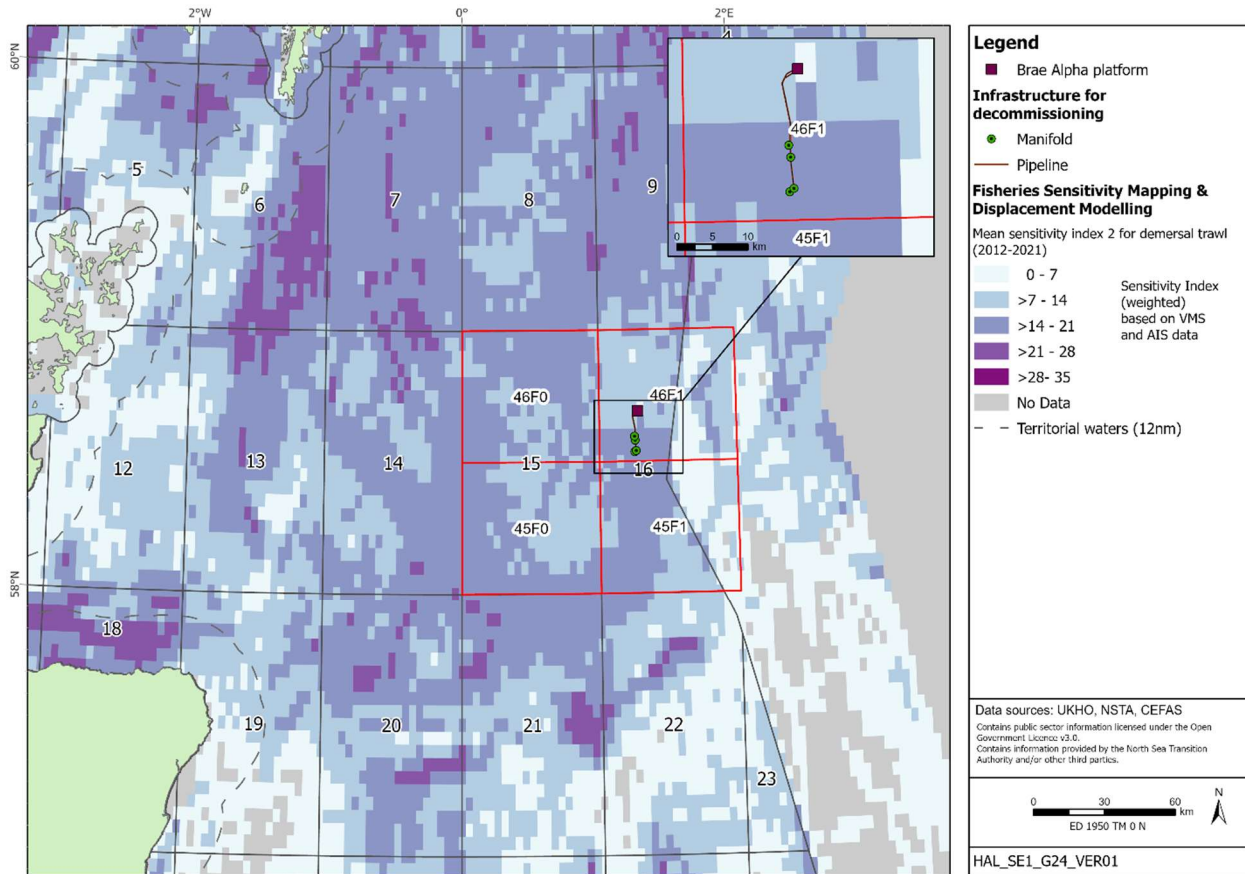 2°W
0°
2°E
60°N
58°N
4
5
6
7
8
9
12
13
14
15
16
18
19
20
21
22
23
46F0
46F1
45F0
45F1
46F1
45F1
0 5 10
km
Legend
Brae Alpha platform
Infrastructure for
decommissioning
Manifold
Pipeline
Fisheries Sensitivity Mapping &
Displacement Modelling
Mean sensitivity index 2 for demersal trawl
(2012-2021)
0 - 7
>7 - 14
>14 - 21
>21 - 28
>28- 35
No Data
Sensitivity Index
(weighted)
based on VMS
and AIS data
Territorial waters (12nm)
Data sources: UKHO, NSTA, CEFAS
Contains public sector information licensed under the Open
Government Licence v3.0.
Contains information provided by the North Sea Transition
Authority and/or other third parties.
0 30 60
km
N
ED 1950 TM 0 N
HAL_SE1_G24_VER01